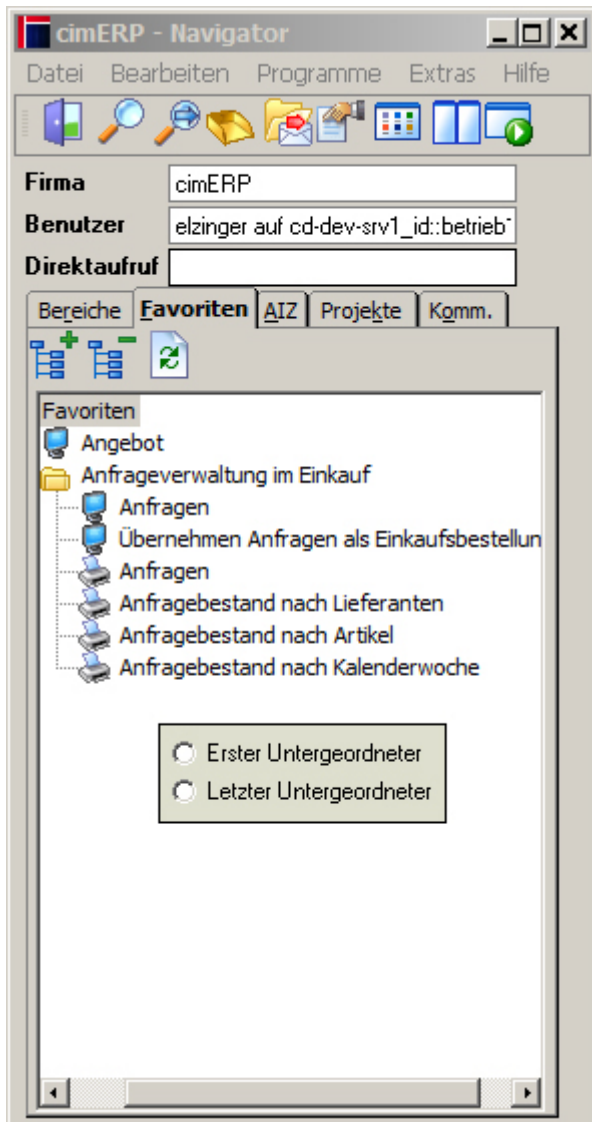 cimERP - Navigator
Datei Bearbeiten Programme Extras Hilfe
Firma cimERP
Benutzer elzinger auf cd-dev-srv1_id::betrieb
Direktaufruf
Bereiche Favoriten AIZ Projekte Komm.
Favoriten
Angebot
Anfrageverwaltung im Einkauf
Anfragen
Übernehmen Anfragen als Einkaufsbestellun
Anfragen
Anfragebestand nach Lieferanten
Anfragebestand nach Artikel
Anfragebestand nach Kalenderwoche
Erster Untergeordneter
Letzter Untergeordneter